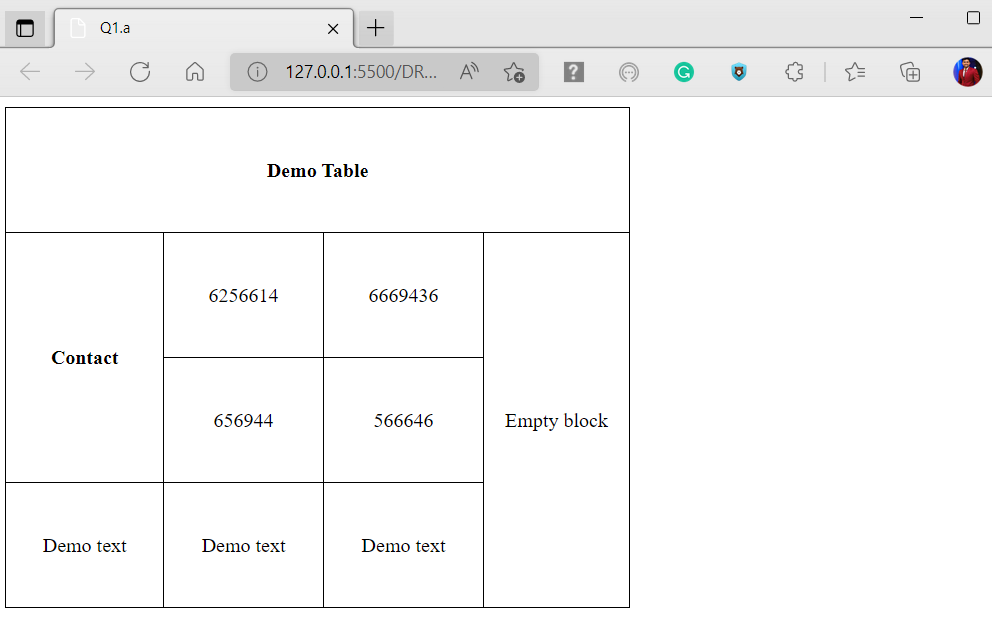 Q1.a
127.0.0.1:5500/DR...
Demo Table
Contact
6256614
6669436
Empty block
656944
566646
Demo text
Demo text
Demo text